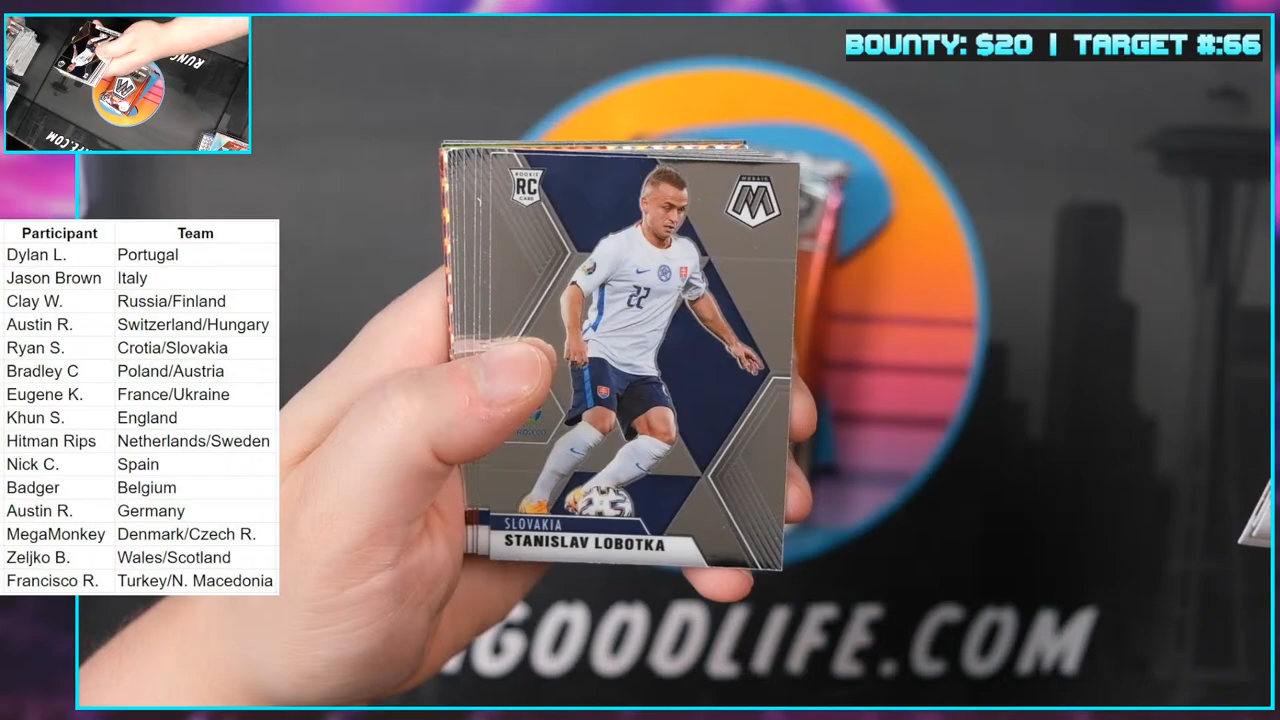 BOUNTY: $20 | TARGET #:66
Participant Team
Dylan L. Portugal
Jason Brown Italy
Clay W. Russia/Finland
Austin R. Switzerland/Hungary
Ryan S. Crotia/Slovakia
Bradley C Poland/Austria
Eugene K. France/Ukraine
Khun S. England
Hitman Rips Netherlands/Sweden
Nick C. Spain
Badger Belgium
Austin R. Germany
MegaMonkey Denmark/Czech R.
Zeljko B. Wales/Scotland
Francisco R. Turkey/N. Macedonia
ROOKIE
RC
CARD
MOSAIC
22
SLOVAKIA
STANISLAV LOBOTKA
GOODLIFE.COM